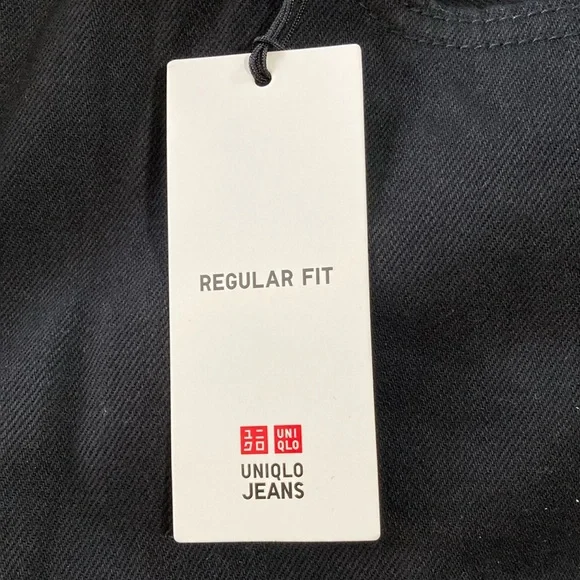 REGULAR FIT
ユニ UNI
クロ QLO
UNIQLO
JEANS